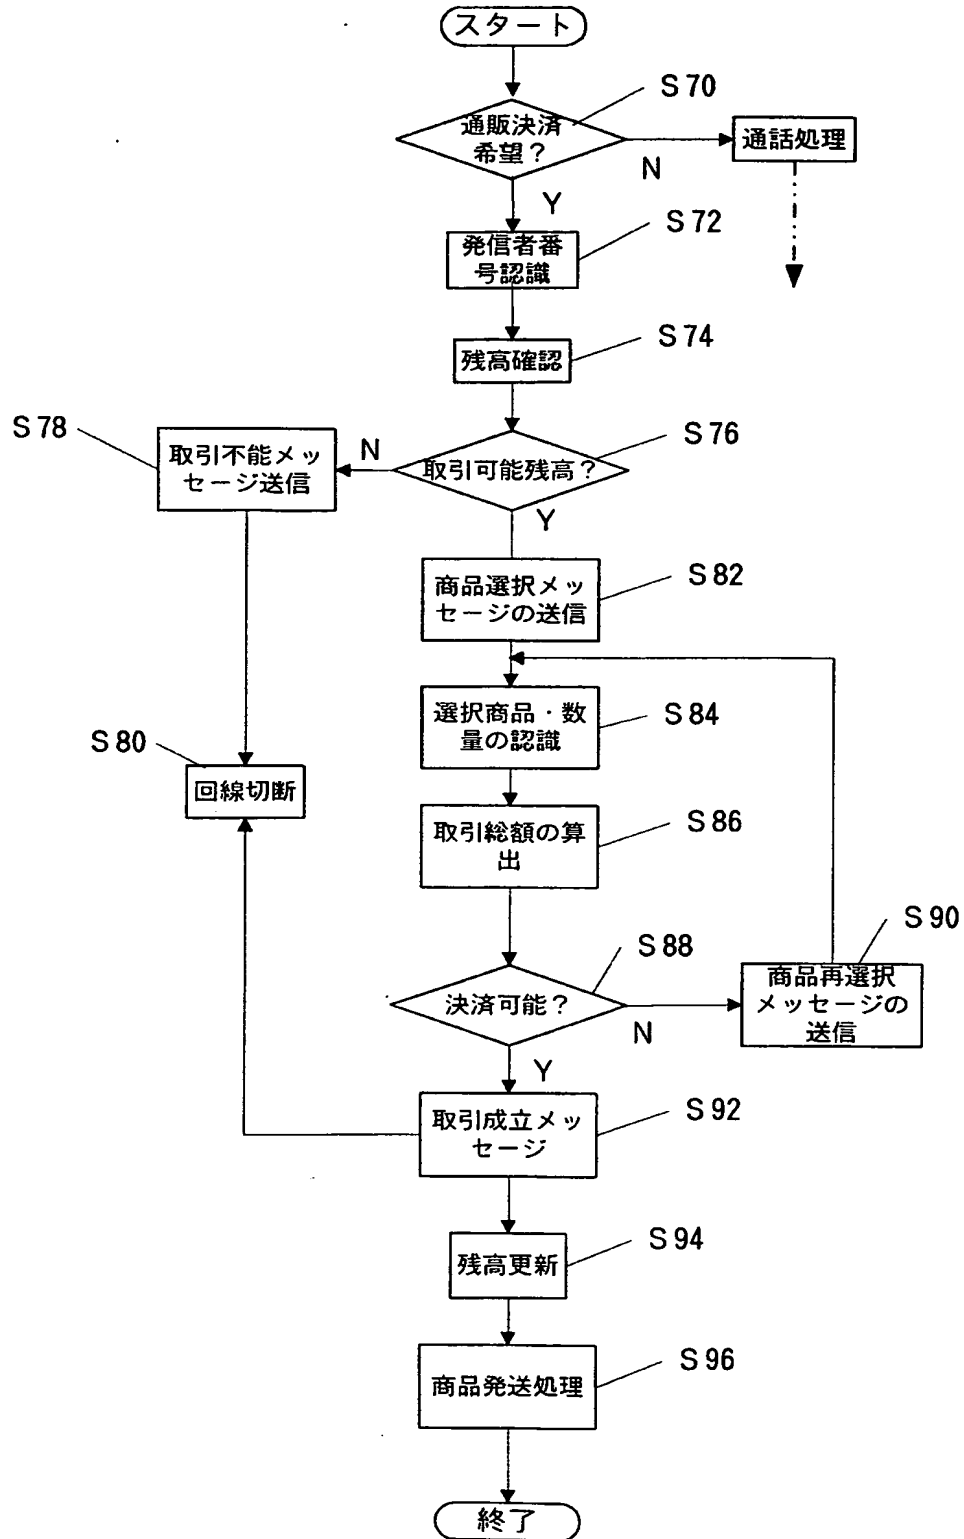 スタート
S70
通販決済
希望？
通話処理
N
Y
S72
発信者番
号認識
S74
残高確認
S78
S76
取引不能メッ
セージ送信
N
取引可能残高？
Y
S82
商品選択メッ
セージの送信
選択商品・数
量の認識
S84
S80
回線切断
S86
取引総額の算
出
S90
S88
商品再選択
メッセージの
送信
決済可能？
N
Y
S92
取引成立メッ
セージ
S94
残高更新
S96
商品発送処理
終了